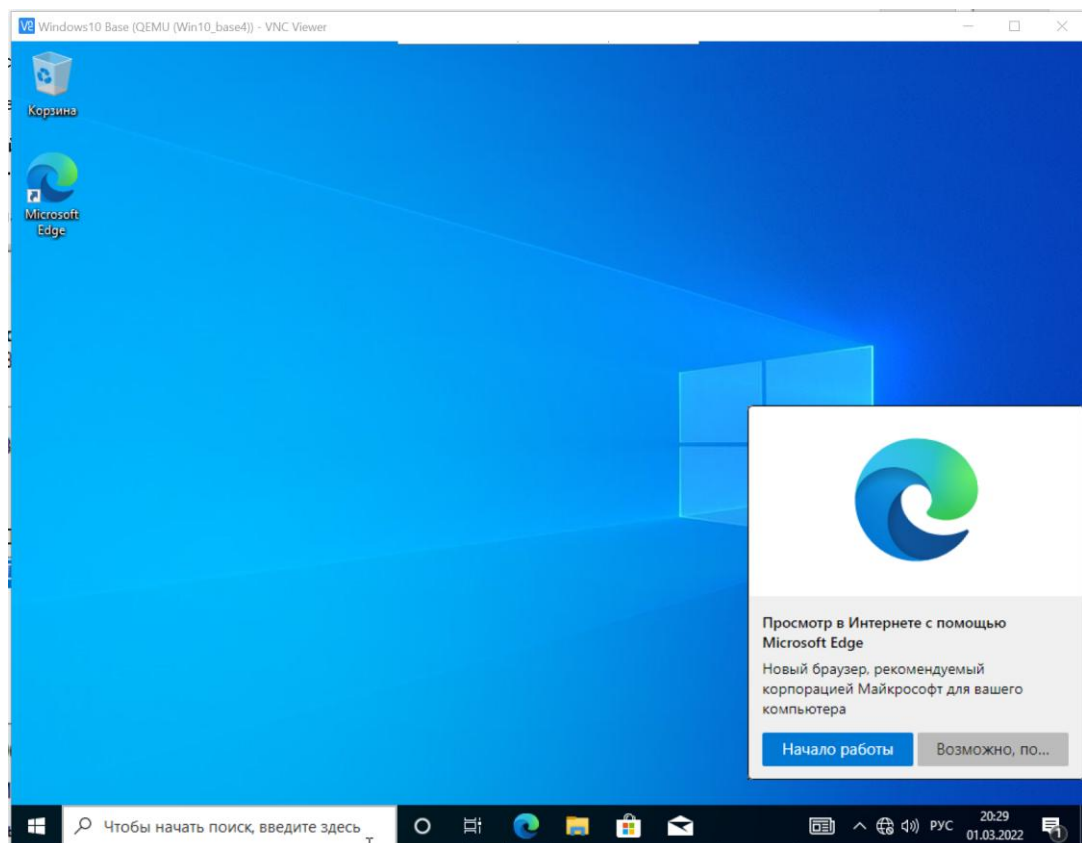 Windows10 Base (QEMU (Win10_base4)) - VNC Viewer
Корзина
Microsoft
Edge
Просмотр в Интернете с помощью
Microsoft Edge
Новый браузер, рекомендуемый
корпорацией Майкрософт для вашего
компьютера
Начало работы
Возможно, по...
Чтобы начать поиск, введите здесь
РУС
20:29
01.03.2022
1